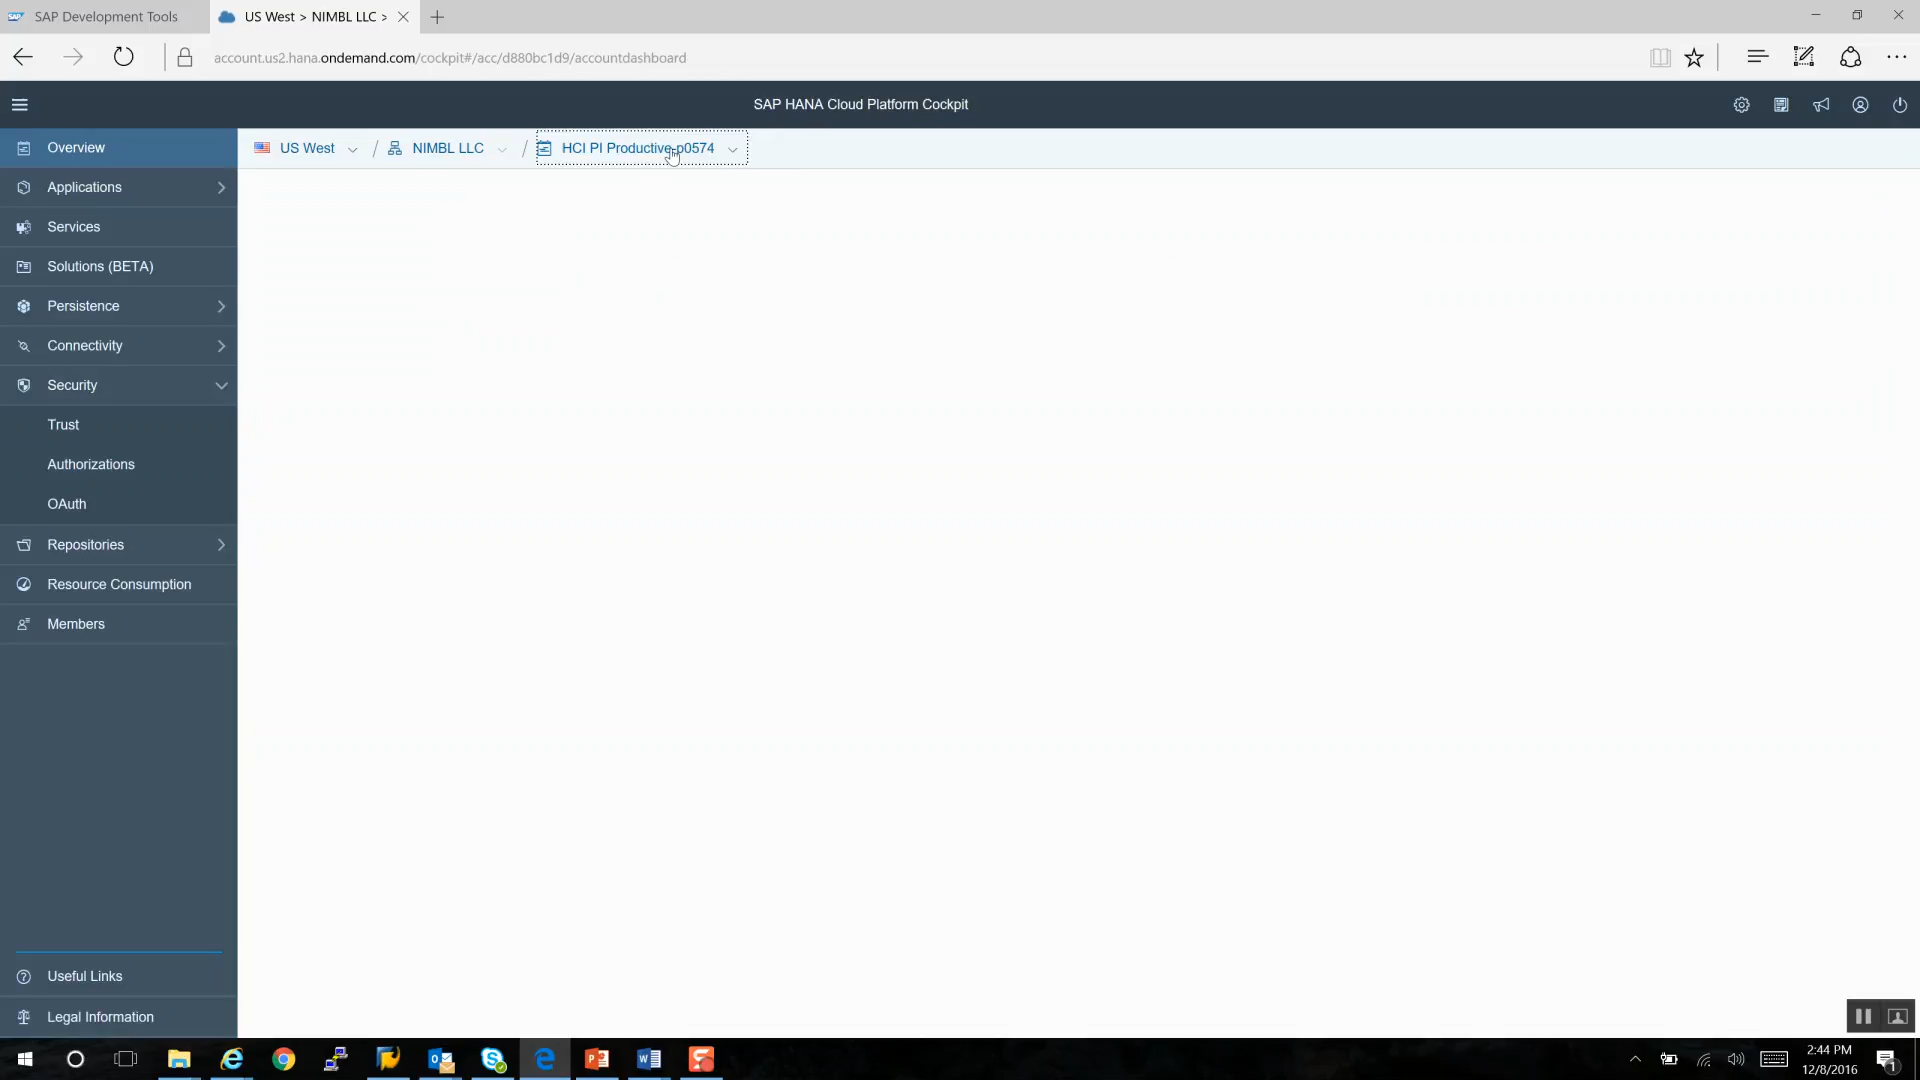 SAP Development Tools
US West > NIMBL LLC >
account.us2.hana.ondemand.com/cockpit#/acc/d880bc1d9/accountdashboard
SAP HANA Cloud Platform Cockpit
Overview
US West / NIMBL LLC / HCI PI Productive-p0574
Applications
Services
Solutions (BETA)
Persistence
Connectivity
Security
Trust
Authorizations
OAuth
Repositories
Resource Consumption
Members
Useful Links
Legal Information
2:44 PM
12/8/2016